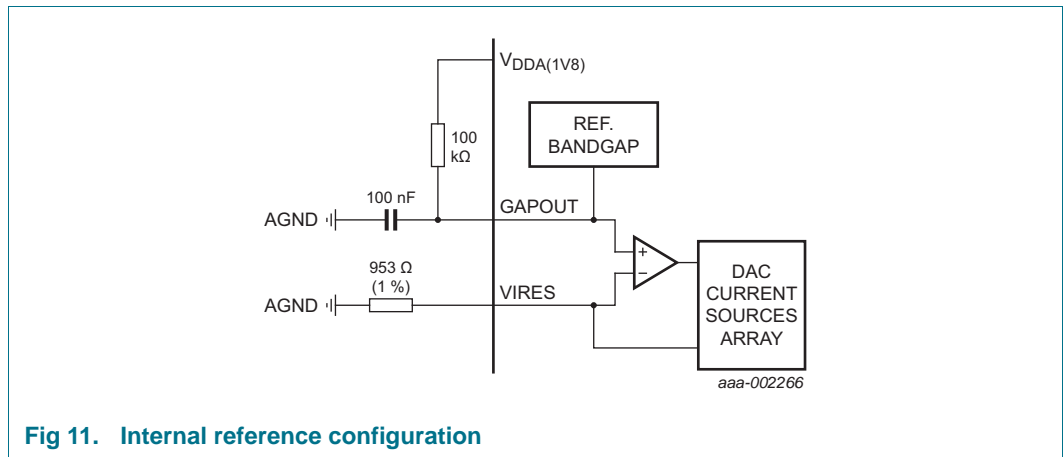 V_DDA(1V8)
REF.
BANDGAP
100
kΩ
100 nF
GAPOUT
AGND
+
−
953 Ω
(1 %)
VIRES
AGND
DAC
CURRENT
SOURCES
ARRAY
aaa-002266
Fig 11. Internal reference configuration